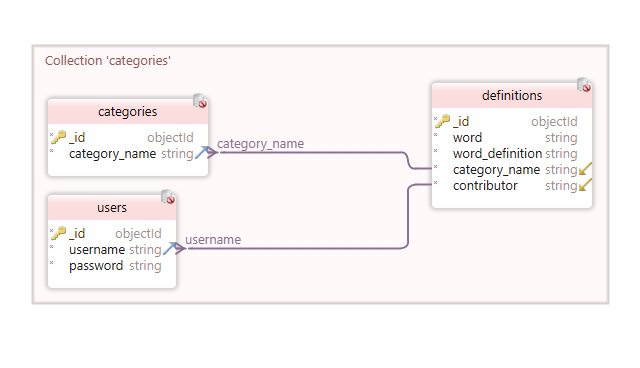 Collection 'categories'
categories
_id objectId
category_name string
category_name
users
_id objectId
username string
password string
username
definitions
_id objectId
word string
word_definition string
category_name string
contributor string